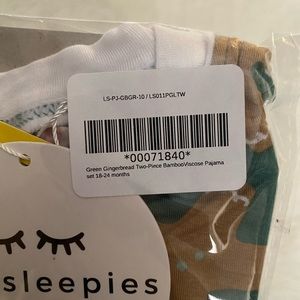 LS-PJ-GBGR-10 / LS011PGLTW
*00071840*
Green Gingerbread Two-Piece BambooViscose Pajama
set 18-24 months
sleepies